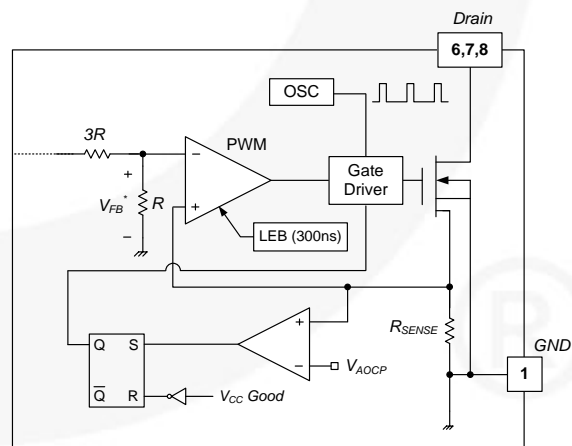 Drain
6,7,8
OSC
3R
PWM
−
+
V_FB* R
−
+
Gate
Driver
LEB (300ns)
+
R_SENSE
GND
Q S
−
V_AOCP
1
Q̅ R
V_CC Good
®